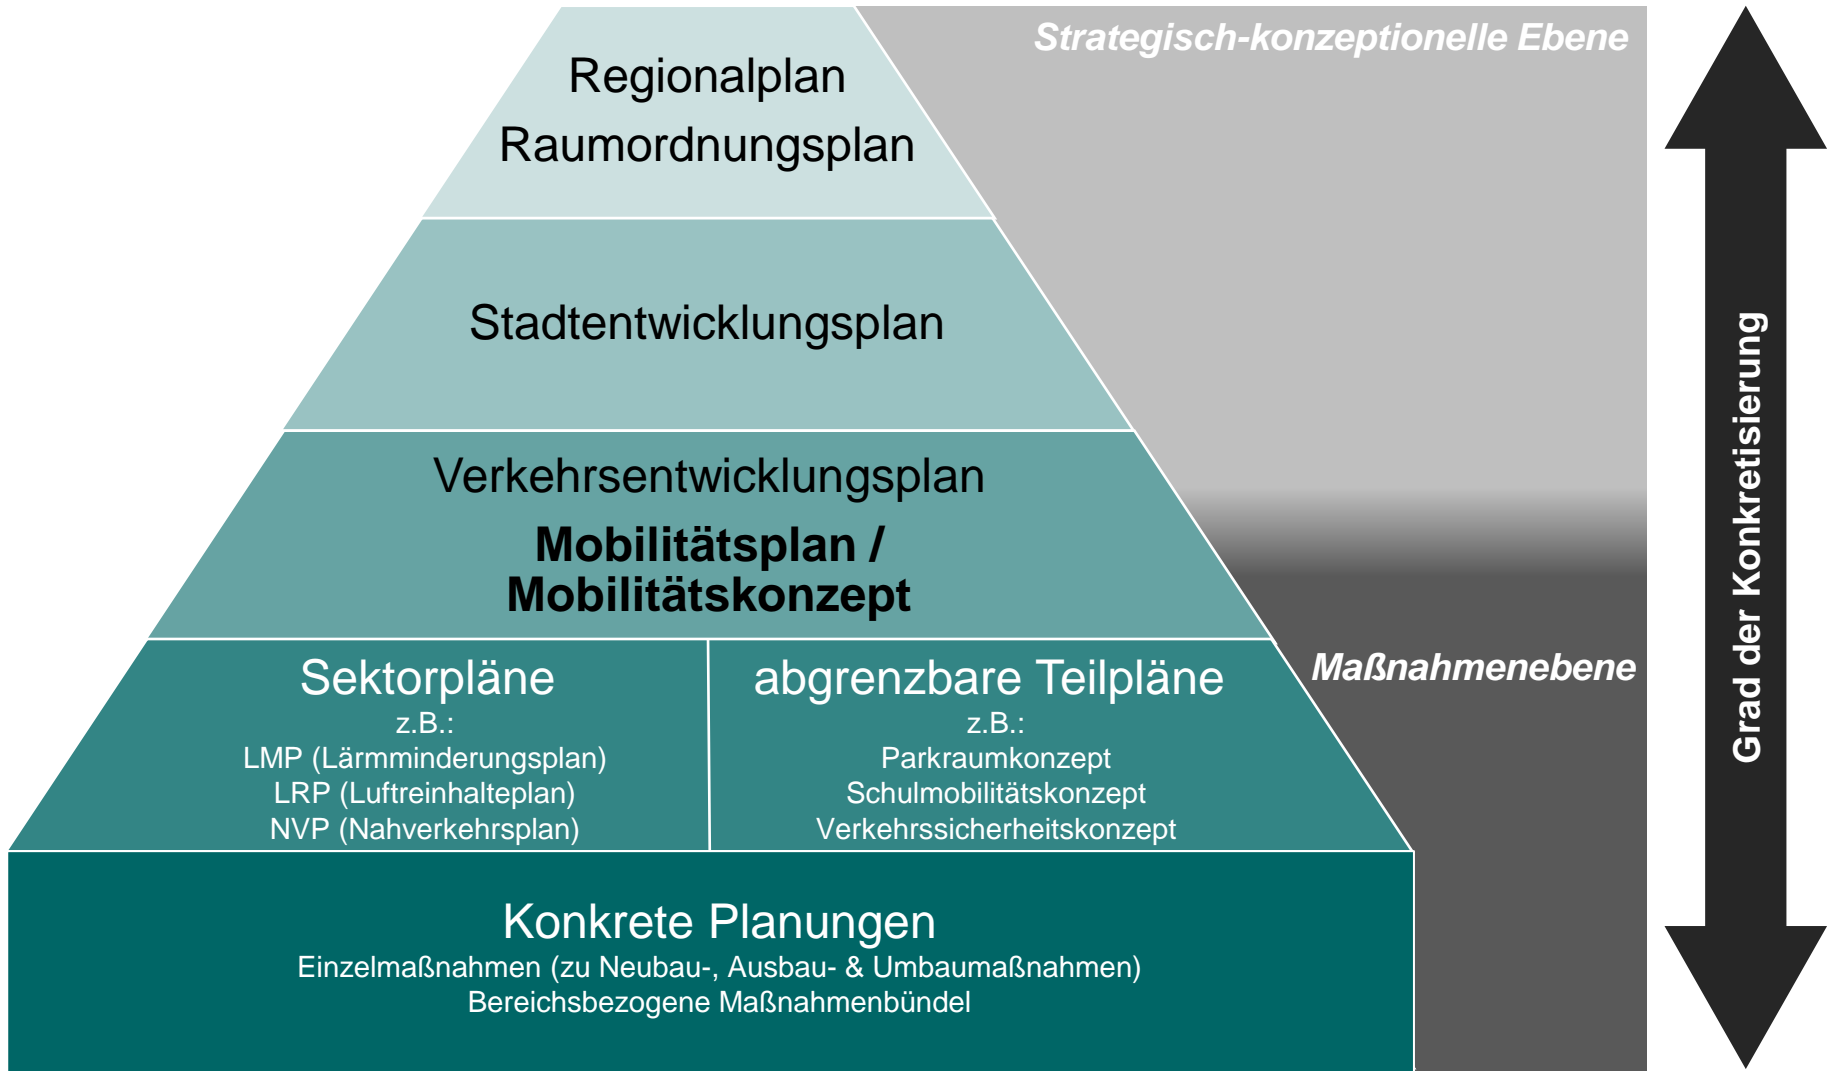 Strategisch-konzeptionelle Ebene
Regionalplan
Raumordnungsplan
Stadtentwicklungsplan
Verkehrsentwicklungsplan
Mobilitätsplan /
Mobilitätskonzept
Sektorpläne
z.B.:
LMP (Lärmminderungsplan)
LRP (Luftreinhalteplan)
NVP (Nahverkehrsplan)
abgrenzbare Teilpläne
z.B.:
Parkraumkonzept
Schulmobilitätskonzept
Verkehrssicherheitskonzept
Maßnahmenebene
Konkrete Planungen
Einzelmaßnahmen (zu Neubau-, Ausbau- & Umbaumaßnahmen)
Bereichsbezogene Maßnahmenbündel
Grad der Konkretisierung